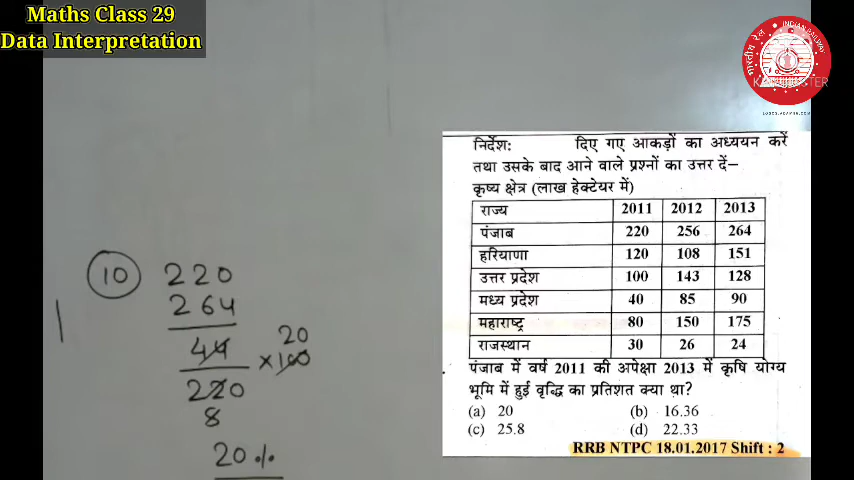 Maths Class 29
Data Interpretation
भारतीय रेल INDIAN RAILWAY
निर्देश: दिए गए आकड़ों का अध्ययन करें
तथा उसके बाद आने वाले प्रश्नों का उत्तर दें–
कृष्य क्षेत्र (लाख हेक्टेयर में)
राज्य 2011 2012 2013
पंजाब 220 256 264
हरियाणा 120 108 151
उत्तर प्रदेश 100 143 128
मध्य प्रदेश 40 85 90
महाराष्ट्र 80 150 175
राजस्थान 30 26 24
पंजाब में वर्ष 2011 की अपेक्षा 2013 में कृषि योग्य
भूमि में हुई वृद्धि का प्रतिशत क्या था?
(a) 20 (b) 16.36
(c) 25.8 (d) 22.33
RRB NTPC 18.01.2017 Shift : 2
10 220
264
20
44 × 100
220
20 %